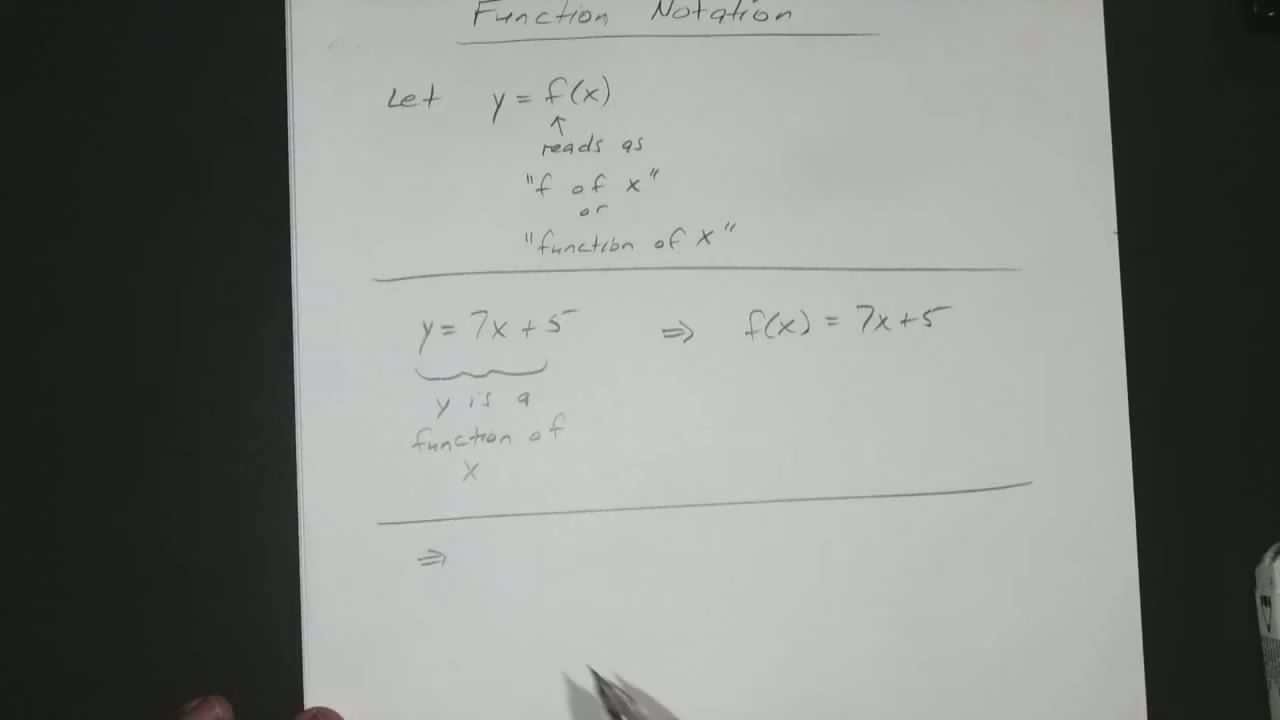 Function Notation
Let y = f(x)
↑
reads as
"f of x"
or
"function of x"
y = 7x + 5 ⇒ f(x) = 7x + 5
y is a
function of
x
⇒